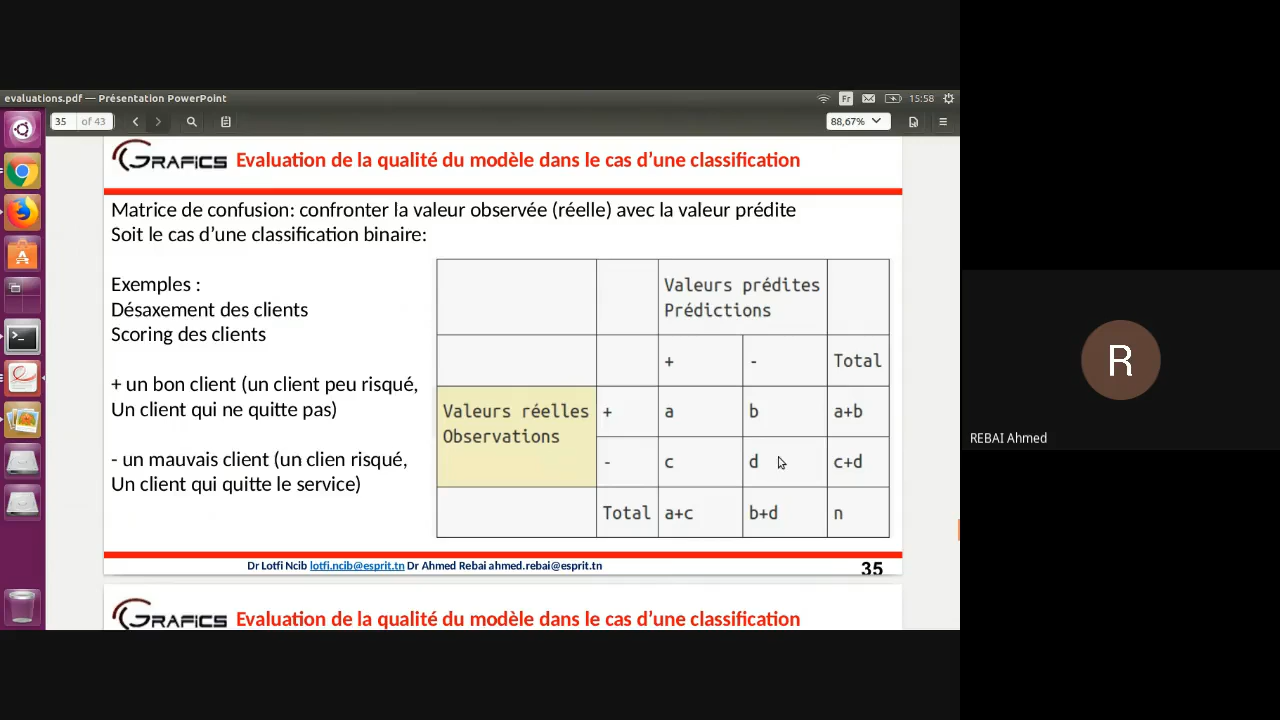 evaluations.pdf — Présentation PowerPoint
Fr
15:58
35 of 43
88,67%
GRAFICS Evaluation de la qualité du modèle dans le cas d'une classification
Matrice de confusion: confronter la valeur observée (réelle) avec la valeur prédite
Soit le cas d'une classification binaire:
Exemples :
Désaxement des clients
Scoring des clients
+ un bon client (un client peu risqué,
Un client qui ne quitte pas)
- un mauvais client (un clien risqué,
Un client qui quitte le service)
Valeurs prédites
Prédictions
+ - Total
Valeurs réelles + a b a+b
Observations
- c d c+d
Total a+c b+d n
Dr Lotfi Ncib lotfi.ncib@esprit.tn Dr Ahmed Rebai ahmed.rebai@esprit.tn
35
GRAFICS Evaluation de la qualité du modèle dans le cas d'une classification
R
REBAI Ahmed